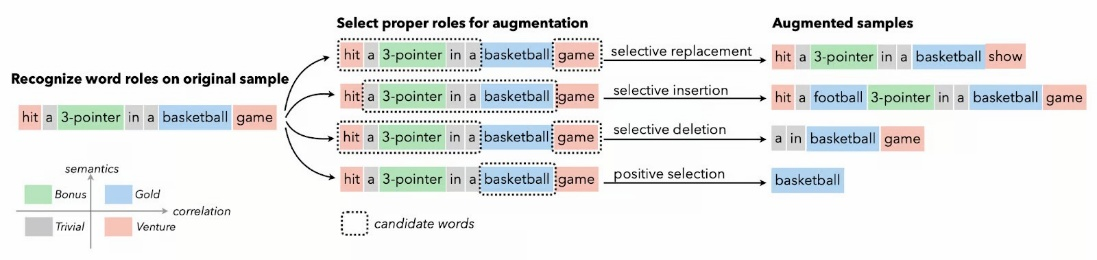 Recognize word roles on original sample
hit a 3-pointer in a basketball game
semantics
Bonus Gold
correlation
Trivial Venture
Select proper roles for augmentation
hit a 3-pointer in a basketball game
hit a 3-pointer in a basketball game
hit a 3-pointer in a basketball game
hit a 3-pointer in a basketball game
candidate words
selective replacement
selective insertion
selective deletion
positive selection
Augmented samples
hit a 3-pointer in a basketball show
hit a football 3-pointer in a basketball game
a in basketball game
basketball